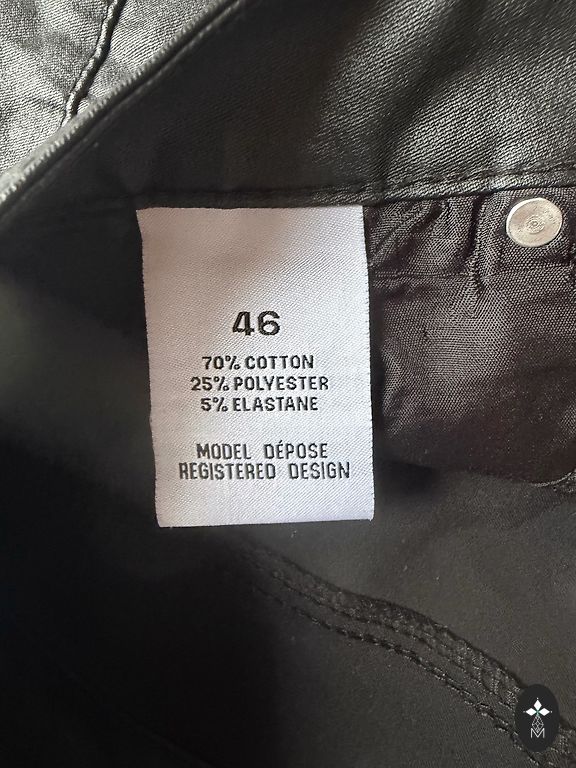 46
70% COTTON
25% POLYESTER
5% ELASTANE
MODEL DÉPOSE
REGISTERED DESIGN
M